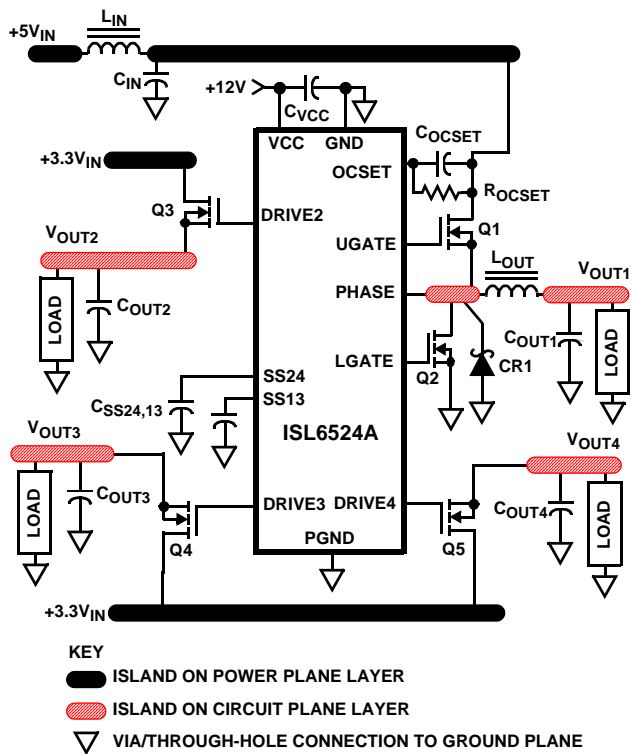 +5VIN
LIN
CIN
+12V
CVCC
VCC
GND
COCSET
OCSET
ROCSET
+3.3VIN
Q3
DRIVE2
UGATE
Q1
VOUT2
LOUT
VOUT1
PHASE
LOAD
COUT2
COUT1
LOAD
LGATE
Q2
CR1
SS24
CSS24,13
SS13
ISL6524A
VOUT3
VOUT4
LOAD
COUT3
DRIVE3
DRIVE4
COUT4
LOAD
Q4
PGND
Q5
+3.3VIN
KEY
ISLAND ON POWER PLANE LAYER
ISLAND ON CIRCUIT PLANE LAYER
VIA/THROUGH-HOLE CONNECTION TO GROUND PLANE